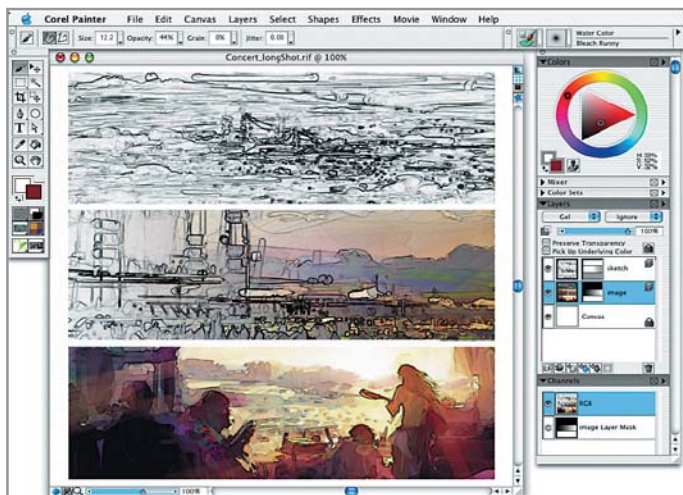 Corel Painter File Edit Canvas Layers Select Shapes Effects Movie Window Help
Size: 12.2 Opacity: 44% Grain: 0% Jitter: 0.00
Water Color
Bleach Runny
Concert_longShot.rif @ 100%
Colors
Mixer
Color Sets
Layers
Gel Ignore
100%
Preserve Transparency
Pick Up Underlying Color
sketch
image
Canvas
Channels
RGB
image Layer Mask
100%